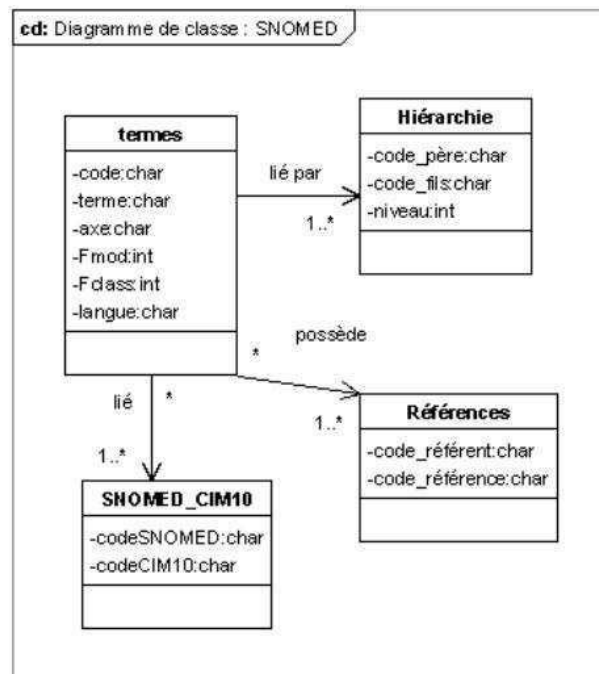 cd: Diagramme de classe : SNOMED
termes
-code:char
-terme:char
-axe:char
-Fmod:int
-Fclass:int
-langue:char
lié par
1..*
Hiérarchie
-code_père:char
-code_fils:char
-niveau:int
possède
*
1..*
Références
-code_référent:char
-code_référence:char
lié
*
1..*
SNOMED_CIM10
-codeSNOMED:char
-codeCIM10:char